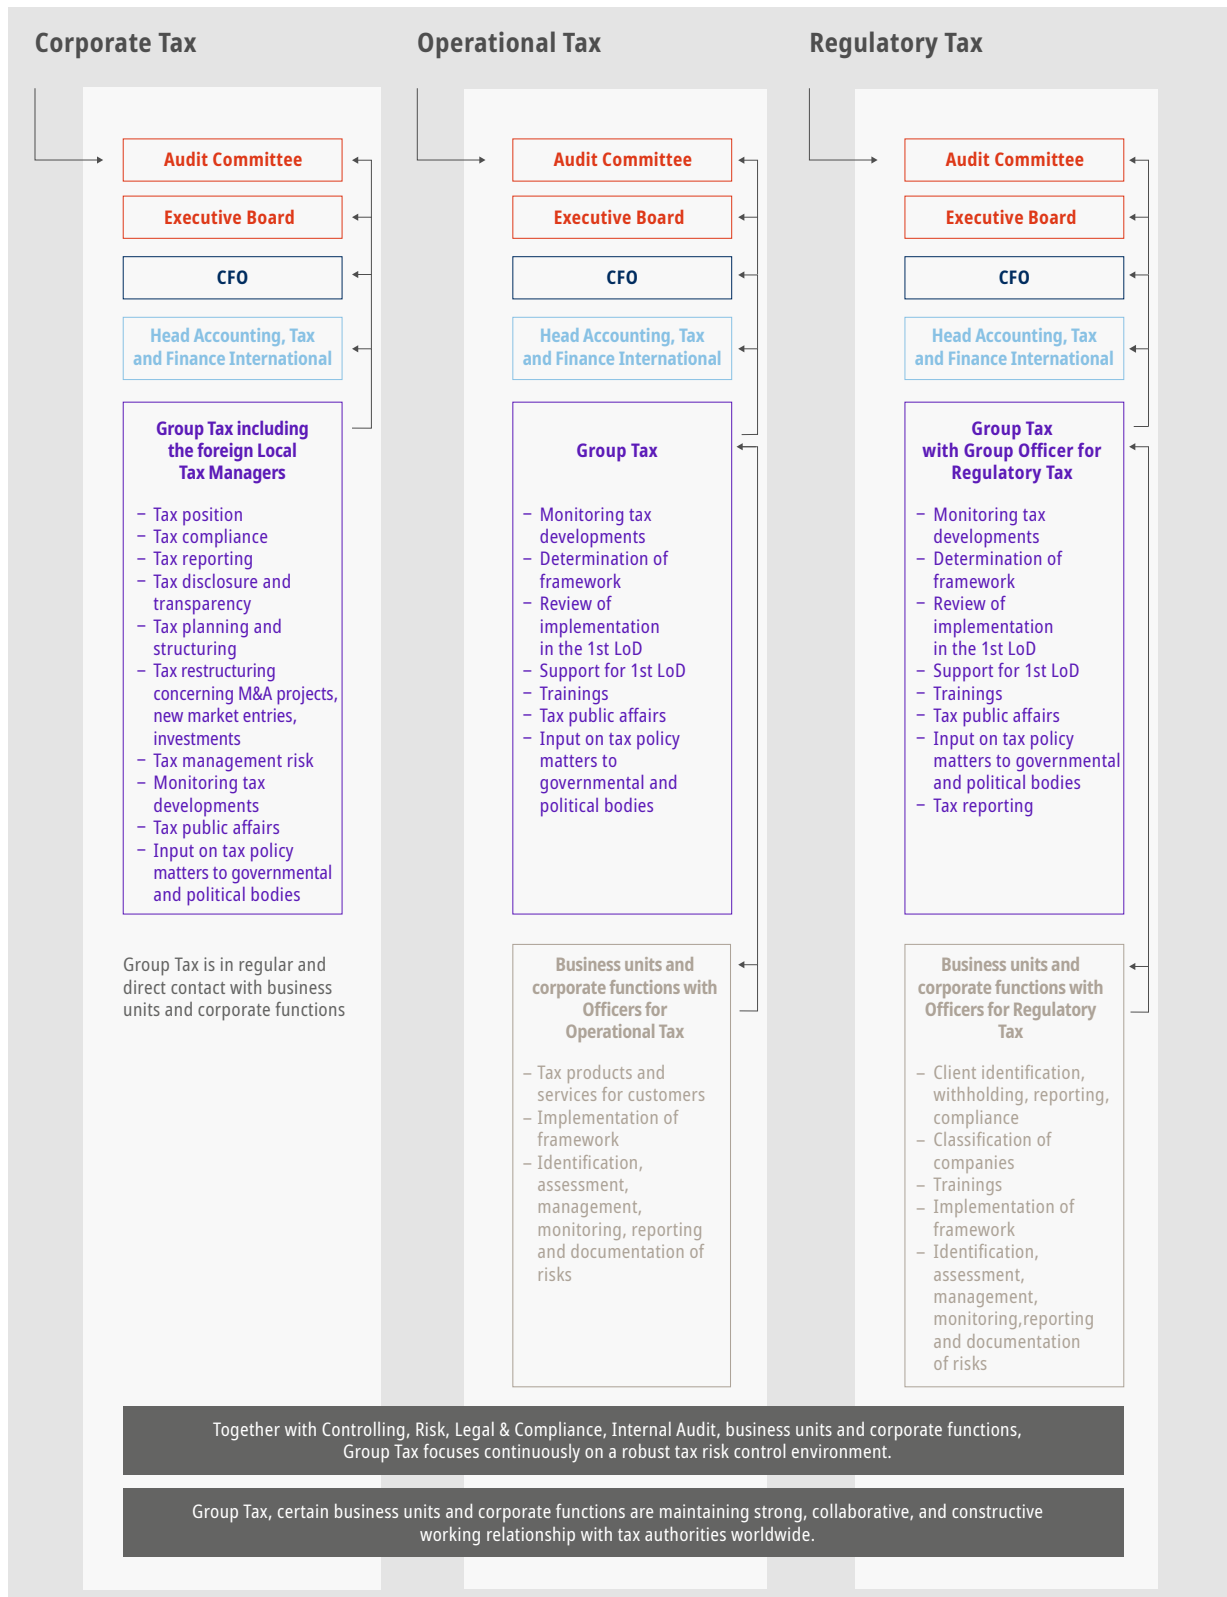 Corporate Tax
Operational Tax
Regulatory Tax
Audit Committee
Executive Board
CFO
Head Accounting, Tax
and Finance International
Group Tax including
the foreign Local
Tax Managers
– Tax position
– Tax compliance
– Tax reporting
– Tax disclosure and
transparency
– Tax planning and
structuring
– Tax restructuring
concerning M&A projects,
new market entries,
investments
– Tax management risk
– Monitoring tax
developments
– Tax public affairs
– Input on tax policy
matters to governmental
and political bodies
Group Tax is in regular and
direct contact with business
units and corporate functions
Audit Committee
Executive Board
CFO
Head Accounting, Tax
and Finance International
Group Tax
– Monitoring tax
developments
– Determination of
framework
– Review of
implementation
in the 1st LoD
– Support for 1st LoD
– Trainings
– Tax public affairs
– Input on tax policy
matters to
governmental and
political bodies
Business units and
corporate functions with
Officers for
Operational Tax
– Tax products and
services for customers
– Implementation of
framework
– Identification,
assessment,
management,
monitoring, reporting
and documentation of
risks
Audit Committee
Executive Board
CFO
Head Accounting, Tax
and Finance International
Group Tax
with Group Officer for
Regulatory Tax
– Monitoring tax
developments
– Determination of
framework
– Review of
implementation
in the 1st LoD
– Support for 1st LoD
– Trainings
– Tax public affairs
– Input on tax policy
matters to governmental
and political bodies
– Tax reporting
Business units and
corporate functions with
Officers for Regulatory
Tax
– Client identification,
withholding, reporting,
compliance
– Classification of
companies
– Trainings
– Implementation of
framework
– Identification,
assessment,
management,
monitoring,reporting
and documentation
of risks
Together with Controlling, Risk, Legal & Compliance, Internal Audit, business units and corporate functions,
Group Tax focuses continuously on a robust tax risk control environment.
Group Tax, certain business units and corporate functions are maintaining strong, collaborative, and constructive
working relationship with tax authorities worldwide.